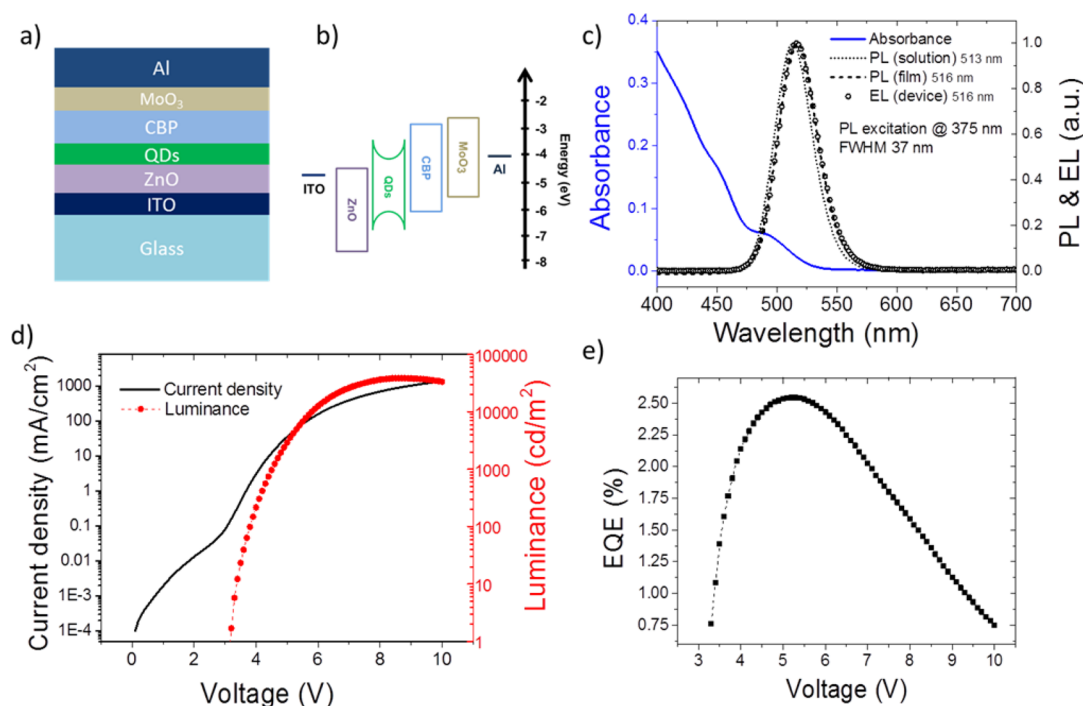 a)
Al
MoO₃
CBP
QDs
ZnO
ITO
Glass
b)
-2
-3
-4
-5
-6
-7
-8
Energy (eV)
ITO
ZnO
QDs
CBP
MoO3
Al
c)
0.4
0.3
0.2
0.1
0.0
Absorbance
Absorbance
PL (solution) 513 nm
PL (film) 516 nm
EL (device) 516 nm
PL excitation @ 375 nm
FWHM 37 nm
1.0
0.8
0.6
0.4
0.2
0.0
PL & EL (a.u.)
400 450 500 550 600 650 700
Wavelength (nm)
d)
1000
100
10
1
0.1
0.01
1E-3
1E-4
Current density (mA/cm²)
Current density
Luminance
100000
10000
1000
100
10
1
Luminance (cd/m²)
0 2 4 6 8 10
Voltage (V)
e)
2.50
2.25
2.00
1.75
1.50
1.25
1.00
0.75
EQE (%)
3 4 5 6 7 8 9 10
Voltage (V)